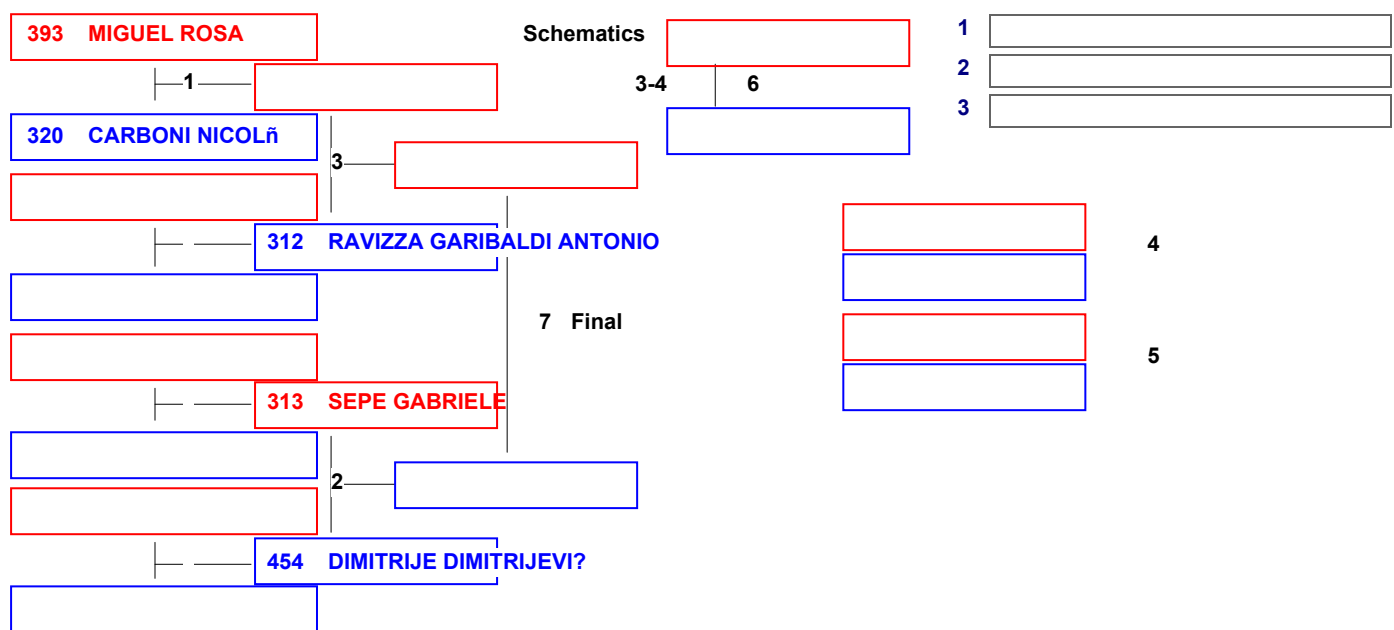 393 MIGUEL ROSA
Schematics
1
1
3-4
6
2
3
320 CARBONI NICOLñ
3
312 RAVIZZA GARIBALDI ANTONIO
4
7 Final
5
313 SEPE GABRIELE
2
454 DIMITRIJE DIMITRIJEVI?